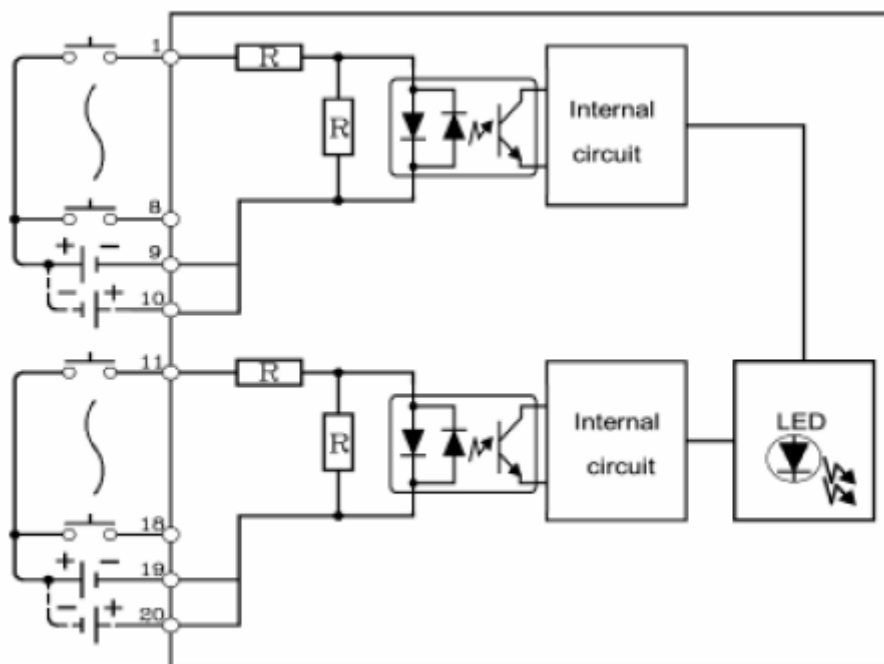 1
R
R
Internal
circuit
8
+ −
9
− +
10
11
R
R
Internal
circuit
LED
18
+ −
19
− +
20